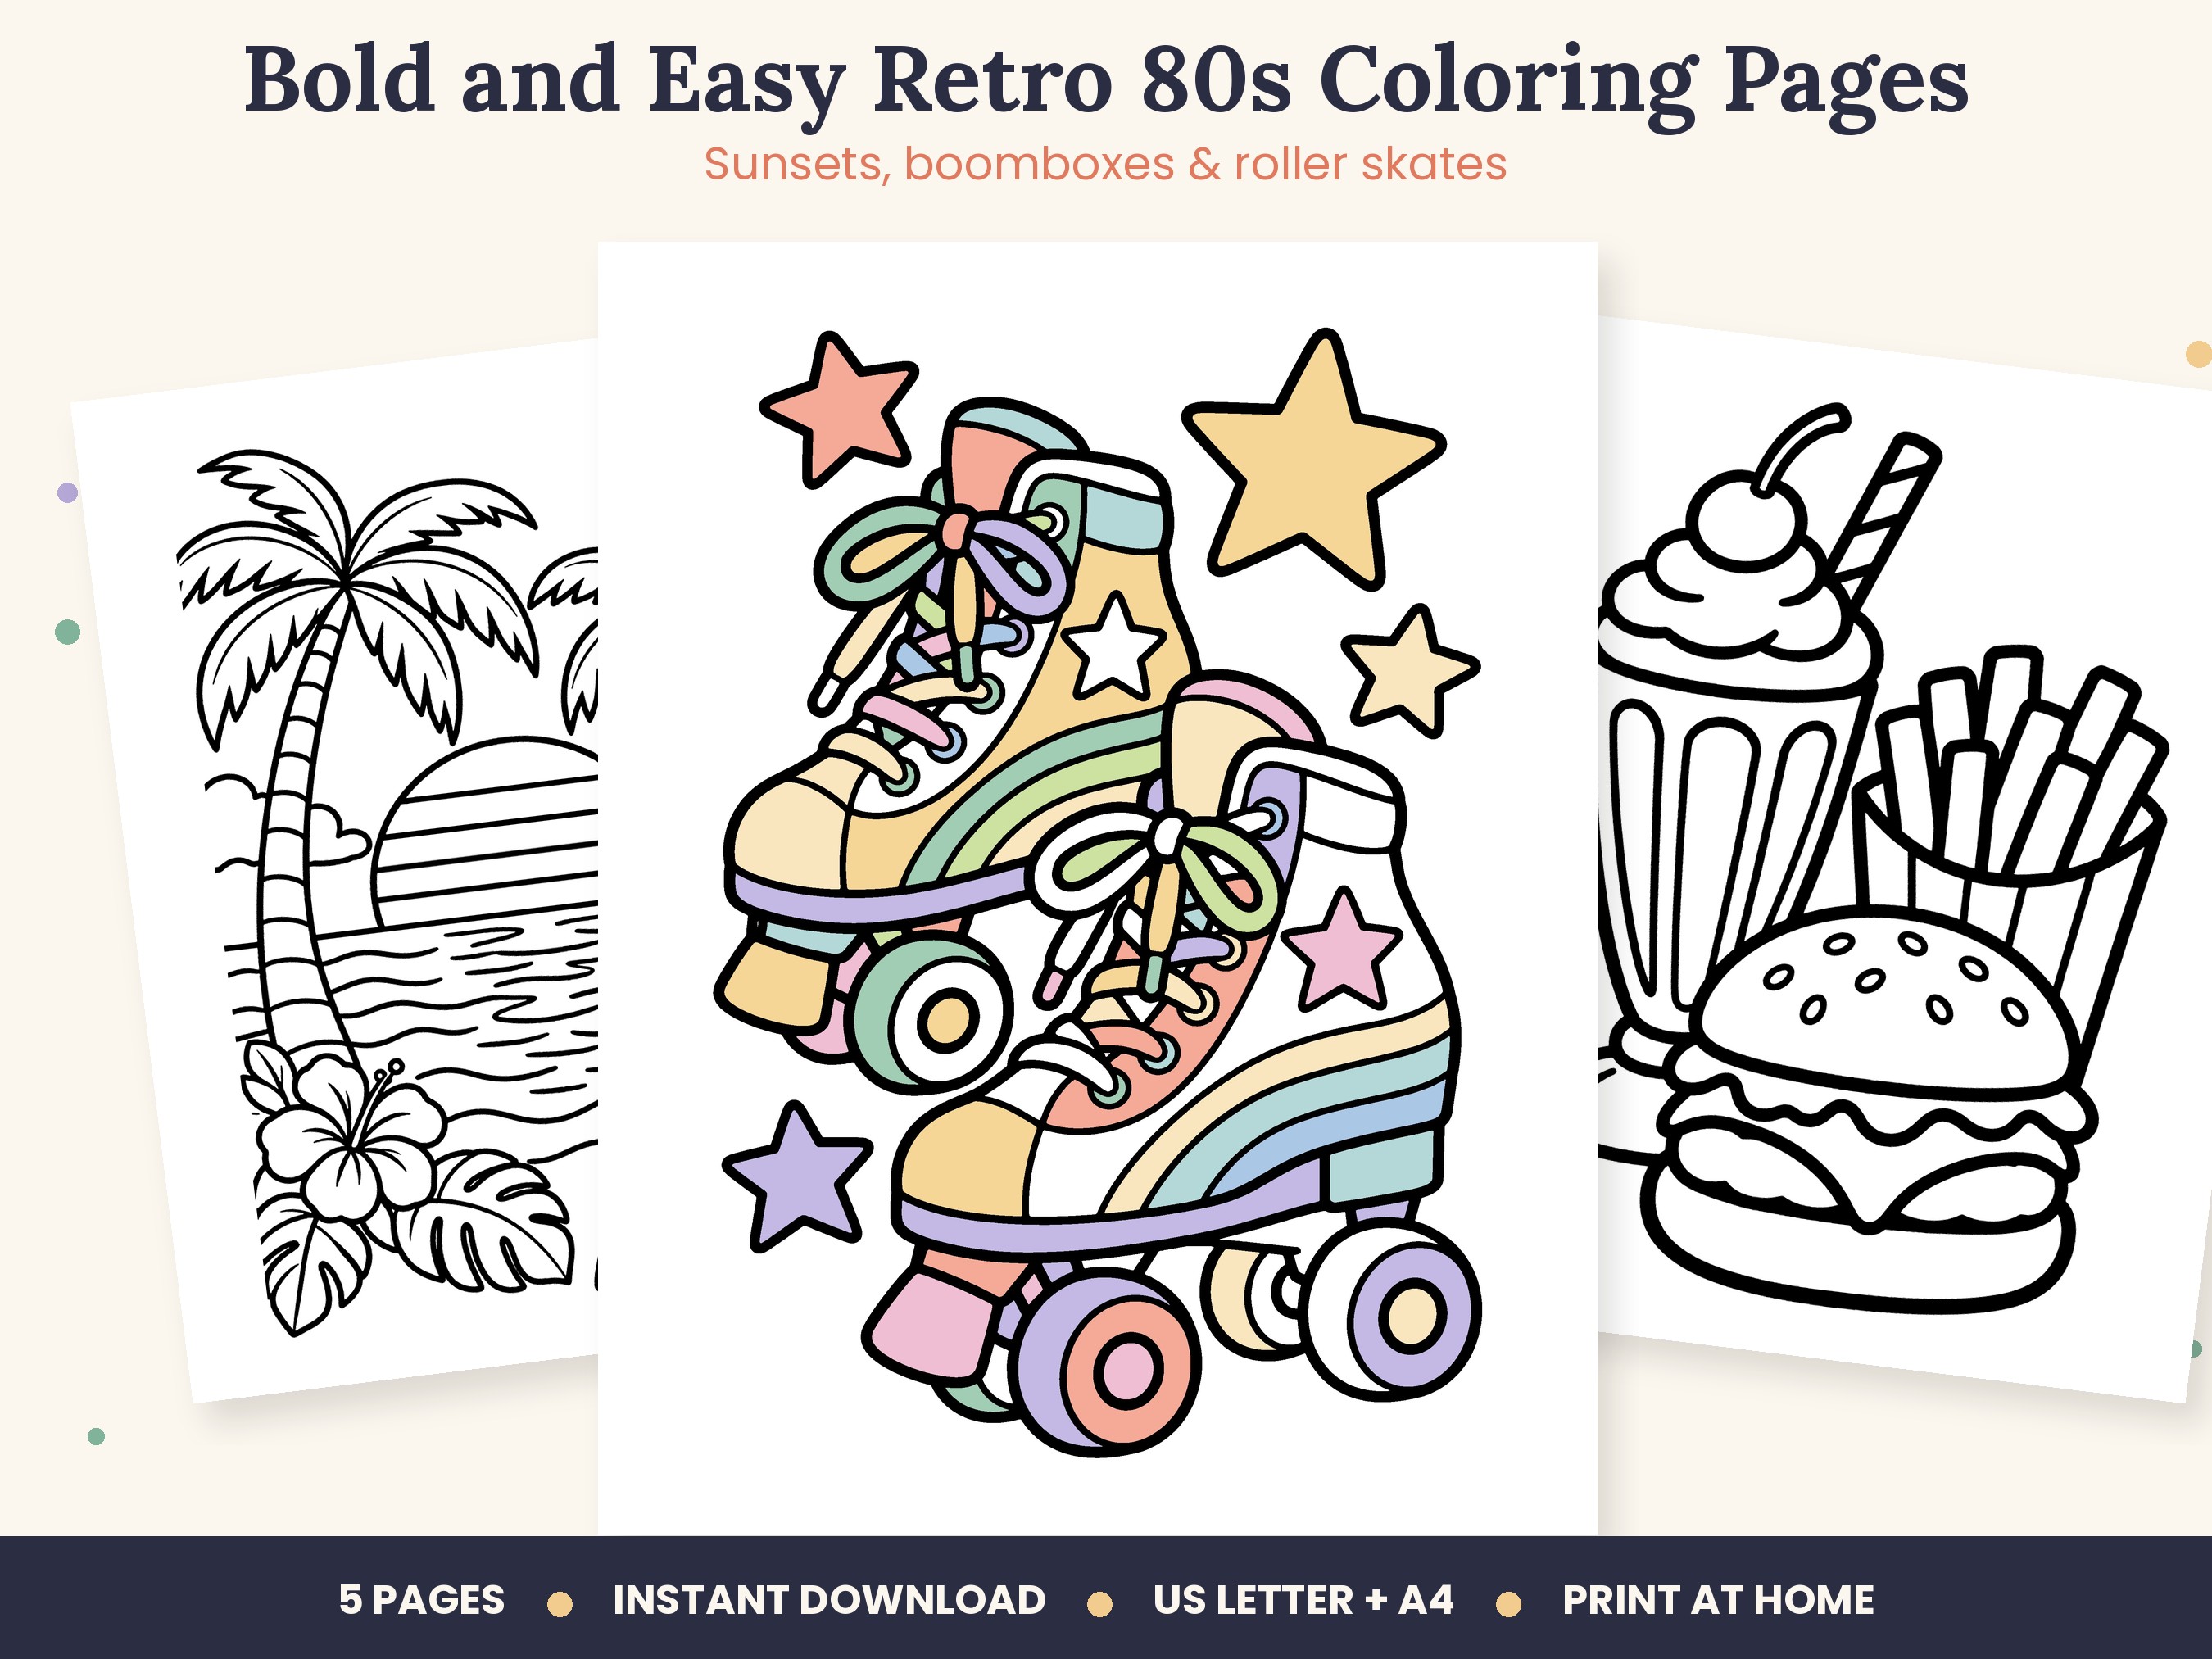 Bold and Easy Retro 80s Coloring Pages
Sunsets, boomboxes & roller skates
5 PAGES ● INSTANT DOWNLOAD ● US LETTER + A4 ● PRINT AT HOME